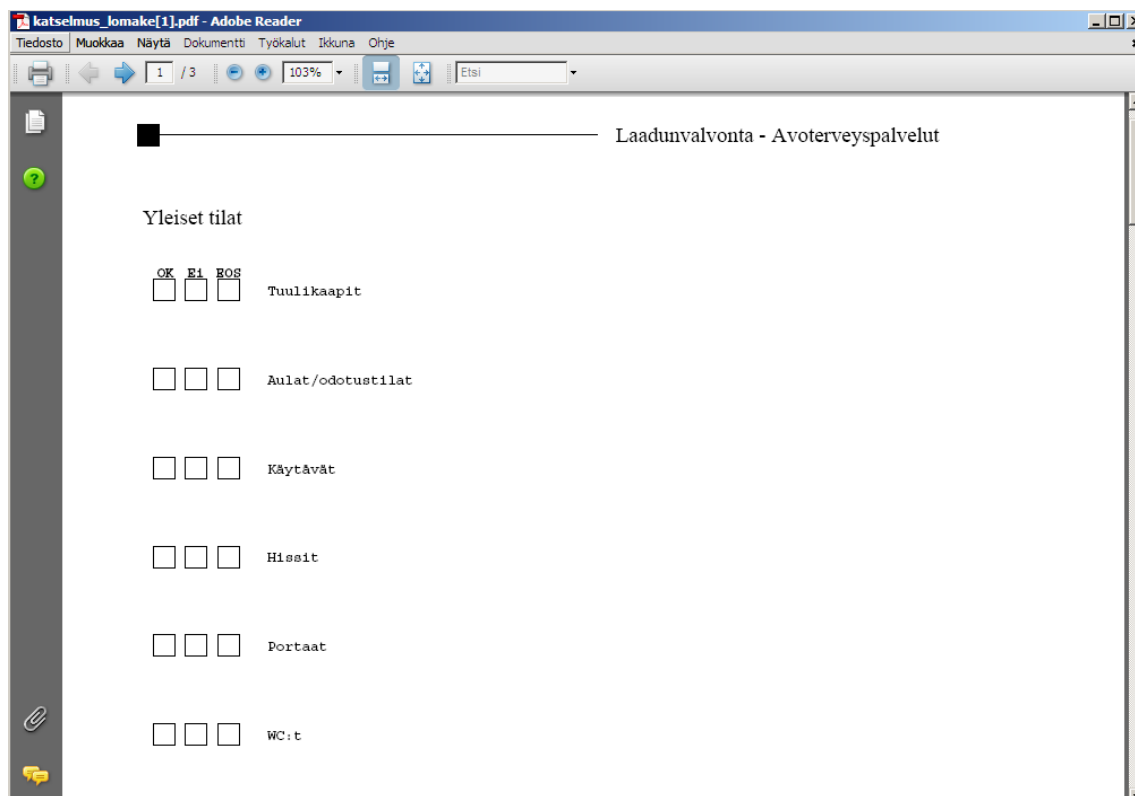 katselmus_lomake[1].pdf - Adobe Reader
Tiedosto Muokkaa Näytä Dokumentti Työkalut Ikkuna Ohje
1 / 3 103% Etsi
Laadunvalvonta - Avoterveyspalvelut
Yleiset tilat
OK Ei EOS
Tuulikaapit
Aulat/odotustilat
Käytävät
Hissit
Portaat
WC:t